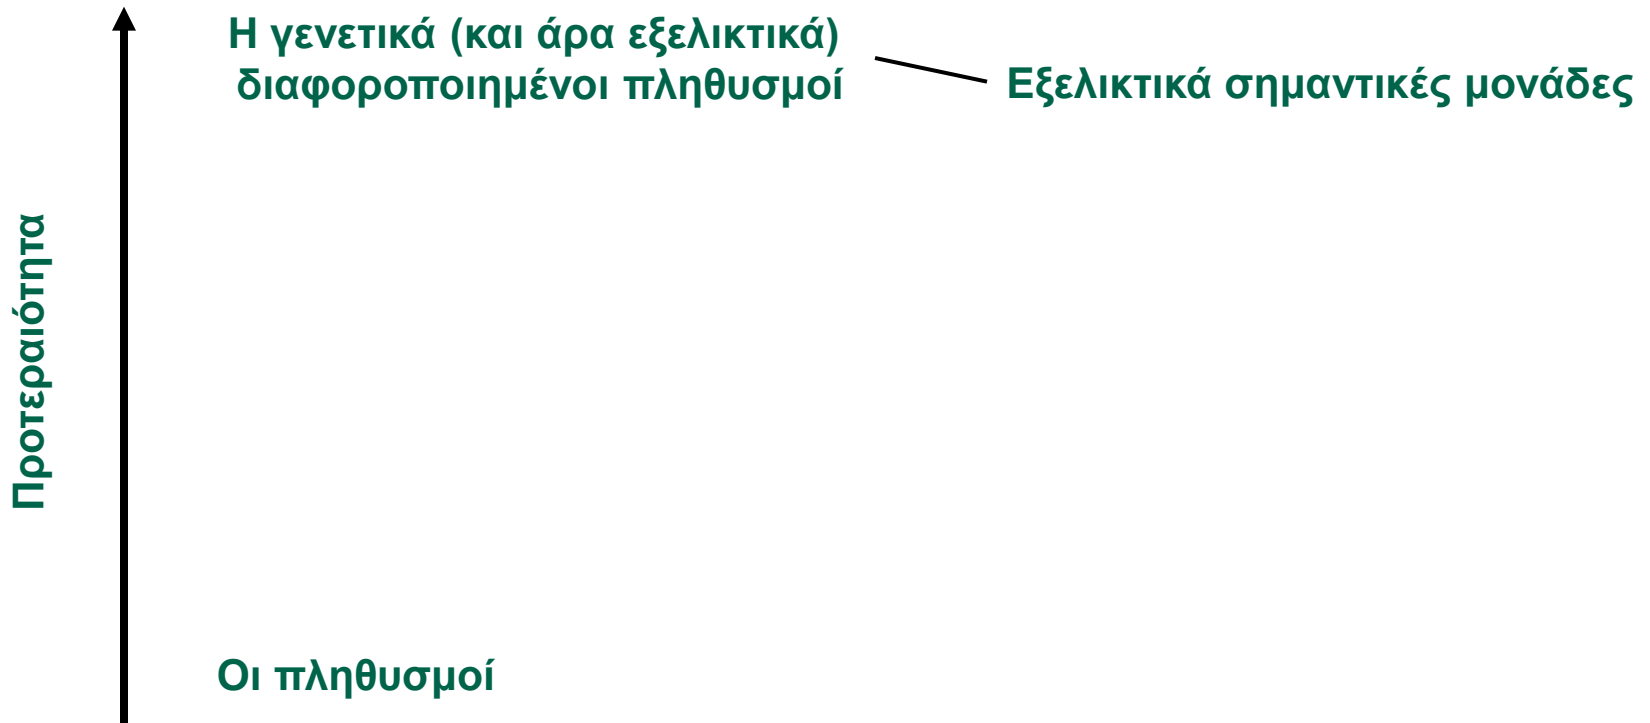 Η γενετικά (και άρα εξελικτικά)
διαφοροποιημένοι πληθυσμοί
Εξελικτικά σημαντικές μονάδες
Προτεραιότητα
Οι πληθυσμοί